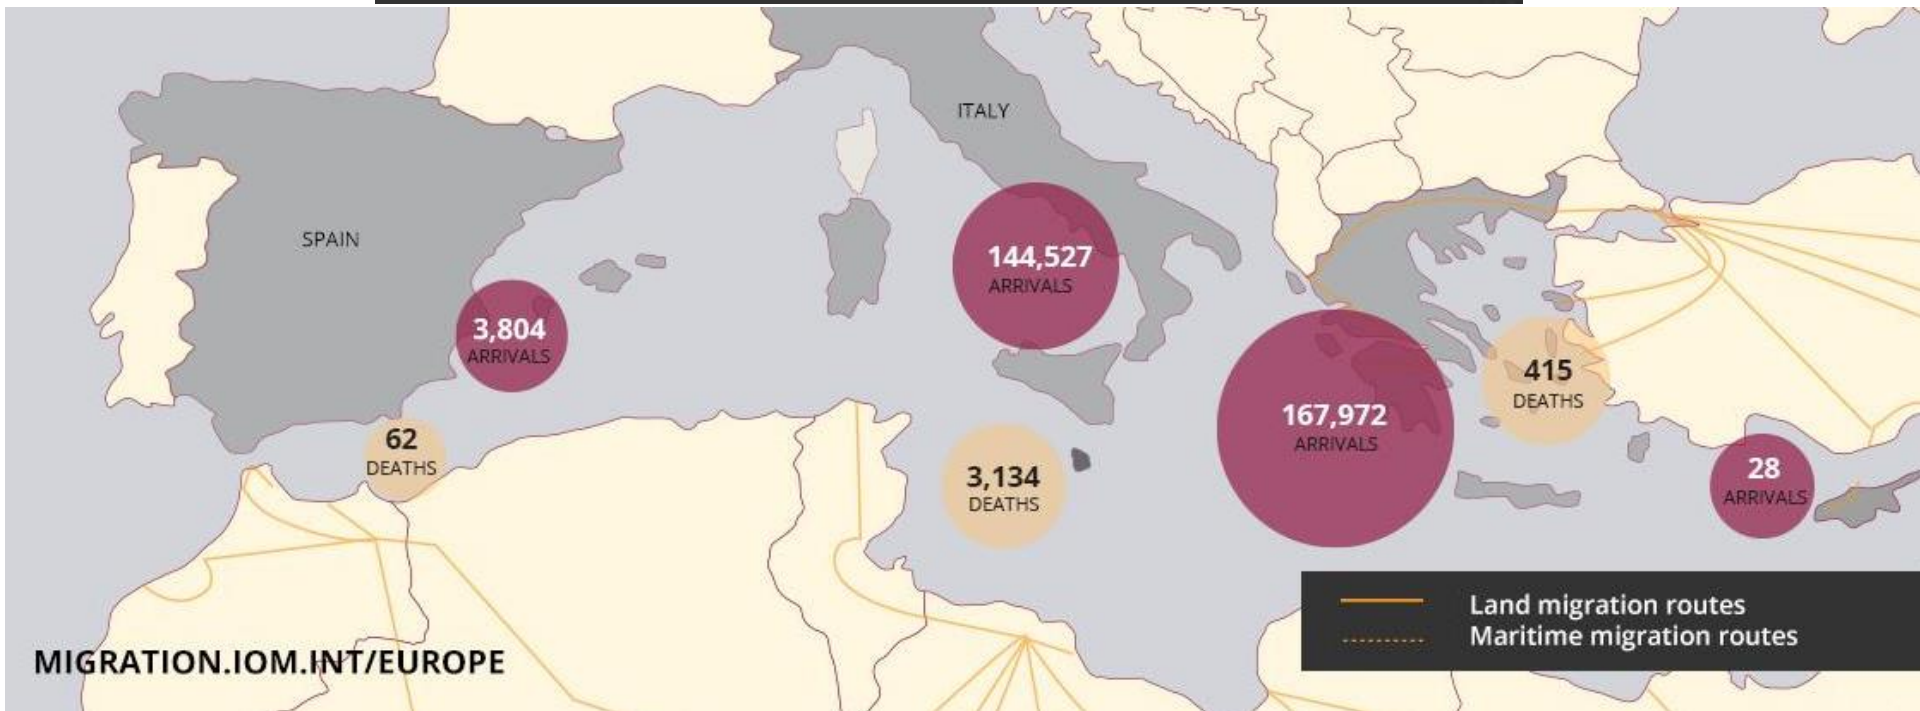 ITALY
SPAIN
144,527
ARRIVALS
3,804
ARRIVALS
415
DEATHS
167,972
ARRIVALS
62
DEATHS
3,134
DEATHS
28
ARRIVALS
Land migration routes
Maritime migration routes
MIGRATION.IOM.INT/EUROPE